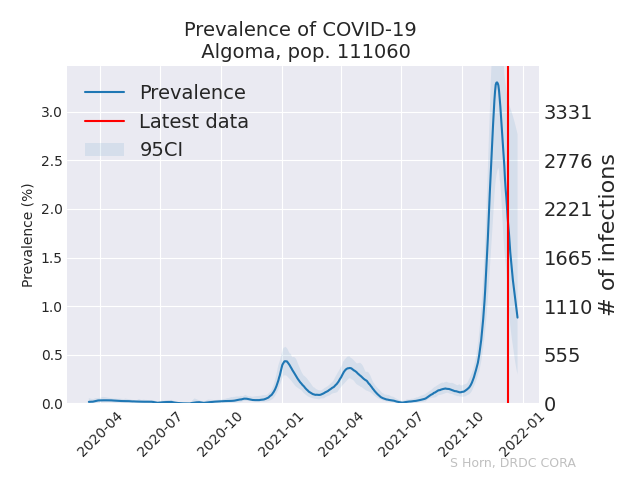 Prevalence of COVID-19
Algoma, pop. 111060
Prevalence
Latest data
95CI
Prevalence (%)
3.0
2.5
2.0
1.5
1.0
0.5
0.0
3331
2776
2221
1665
1110
555
0
# of infections
2020-04
2020-07
2020-10
2021-01
2021-04
2021-07
2021-10
2022-01
S Horn, DRDC CORA